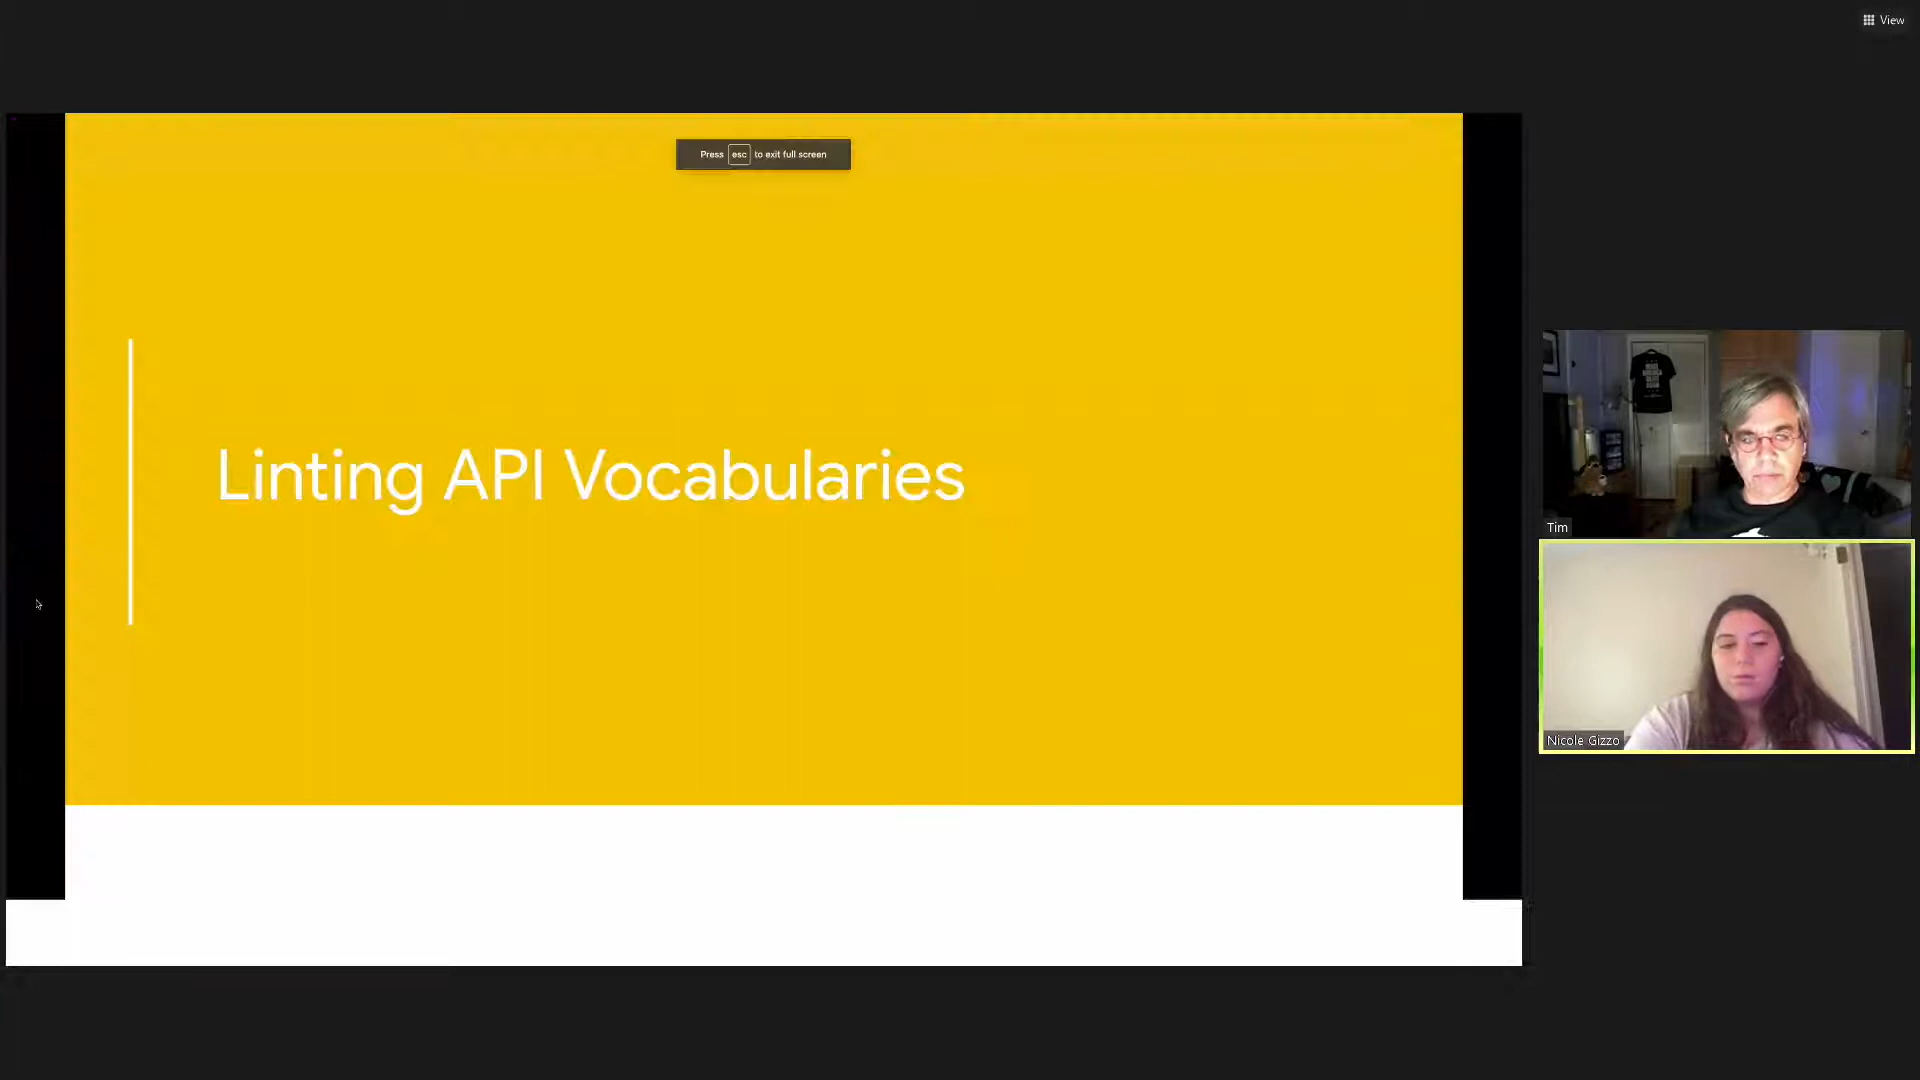 View
Press esc to exit full screen
Linting API Vocabularies
Tim
Nicole Gizzo